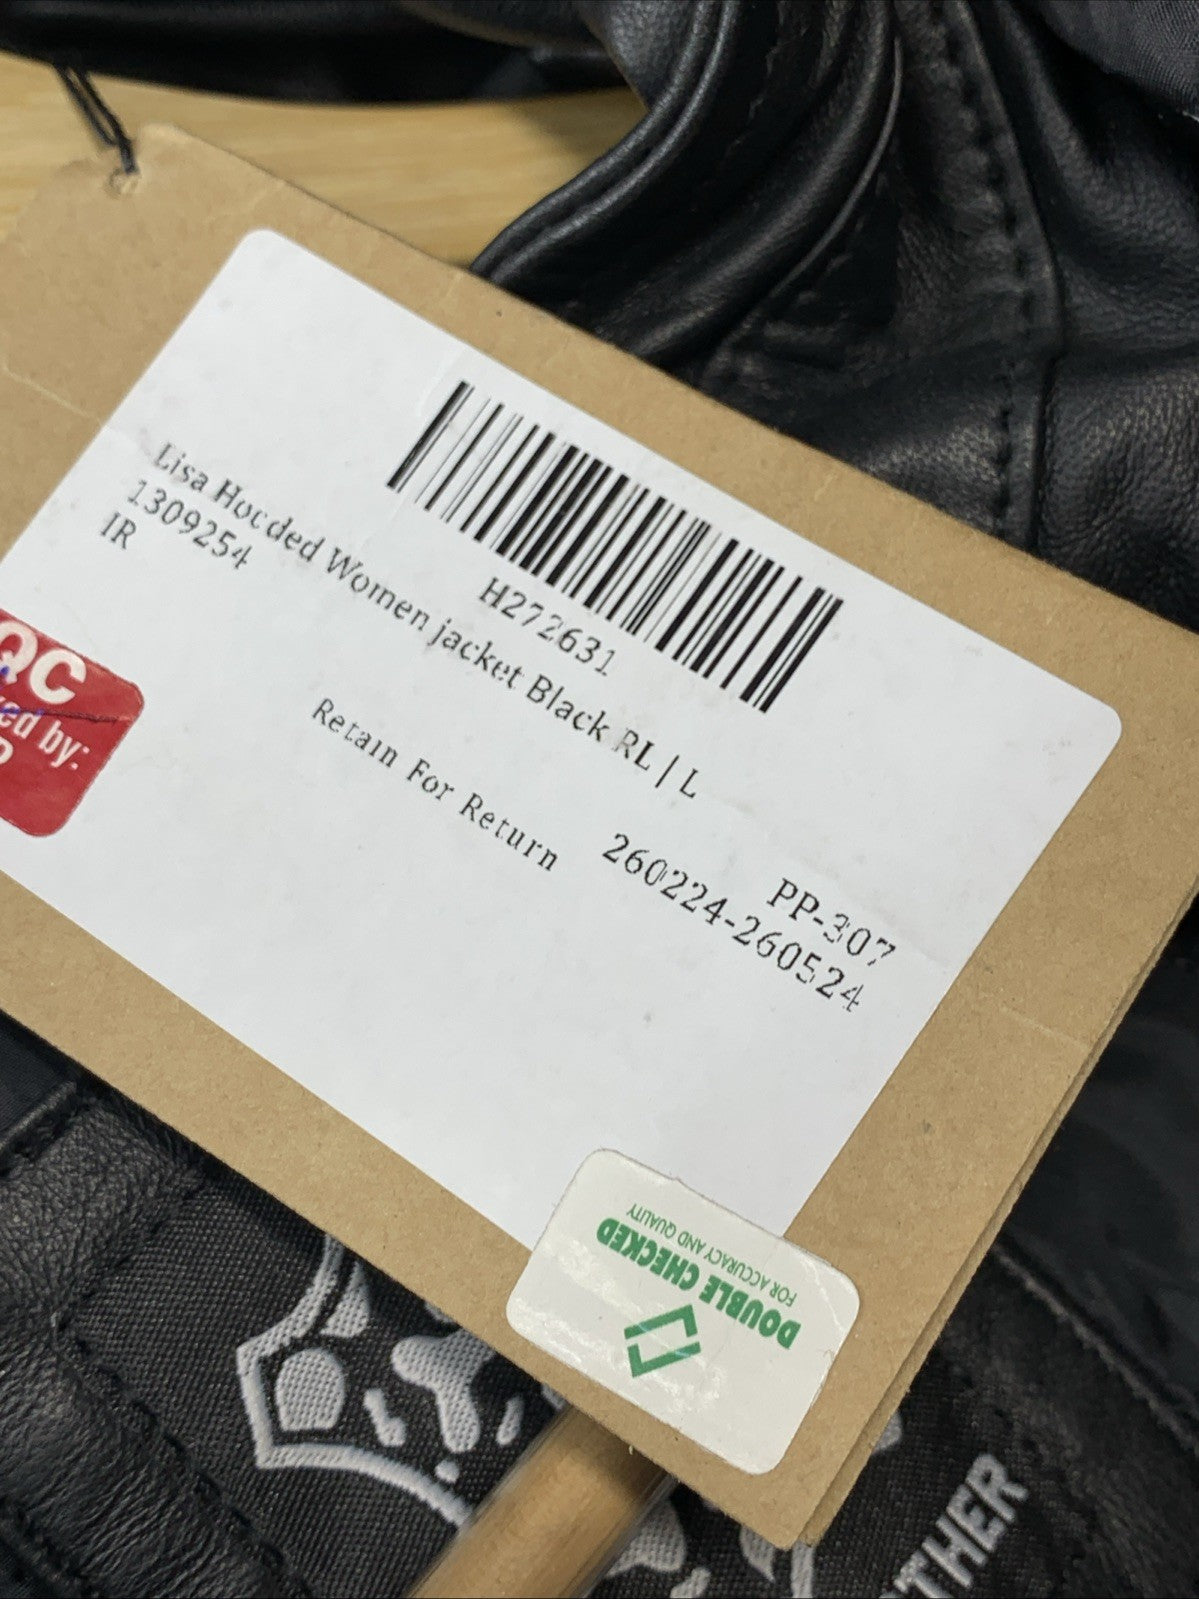 H272631
Lisa Hooded Women jacket Black RL | L
1309254
IR
Retain For Return
PP-307
260224-260524
QC
ed by:
DOUBLE CHECKED
FOR ACCURACY AND QUALITY
THER